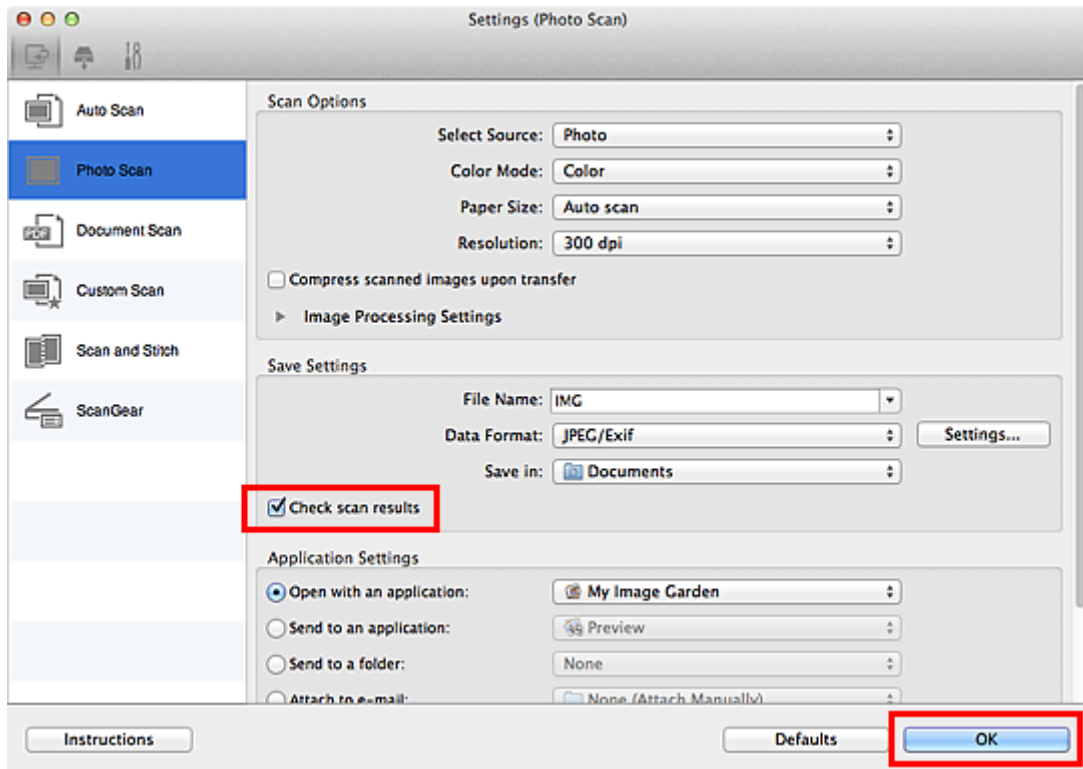 Settings (Photo Scan)
Auto Scan
Photo Scan
PDF
Document Scan
Custom Scan
Scan and Stitch
ScanGear
Scan Options
Select Source: Photo
Color Mode: Color
Paper Size: Auto scan
Resolution: 300 dpi
Compress scanned images upon transfer
Image Processing Settings
Save Settings
File Name: IMG
Data Format: JPEG/Exif Settings...
Save in: Documents
Check scan results
Application Settings
Open with an application: My Image Garden
Send to an application: Preview
Send to a folder: None
Attach to e-mail: None (Attach Manually)
Instructions Defaults OK